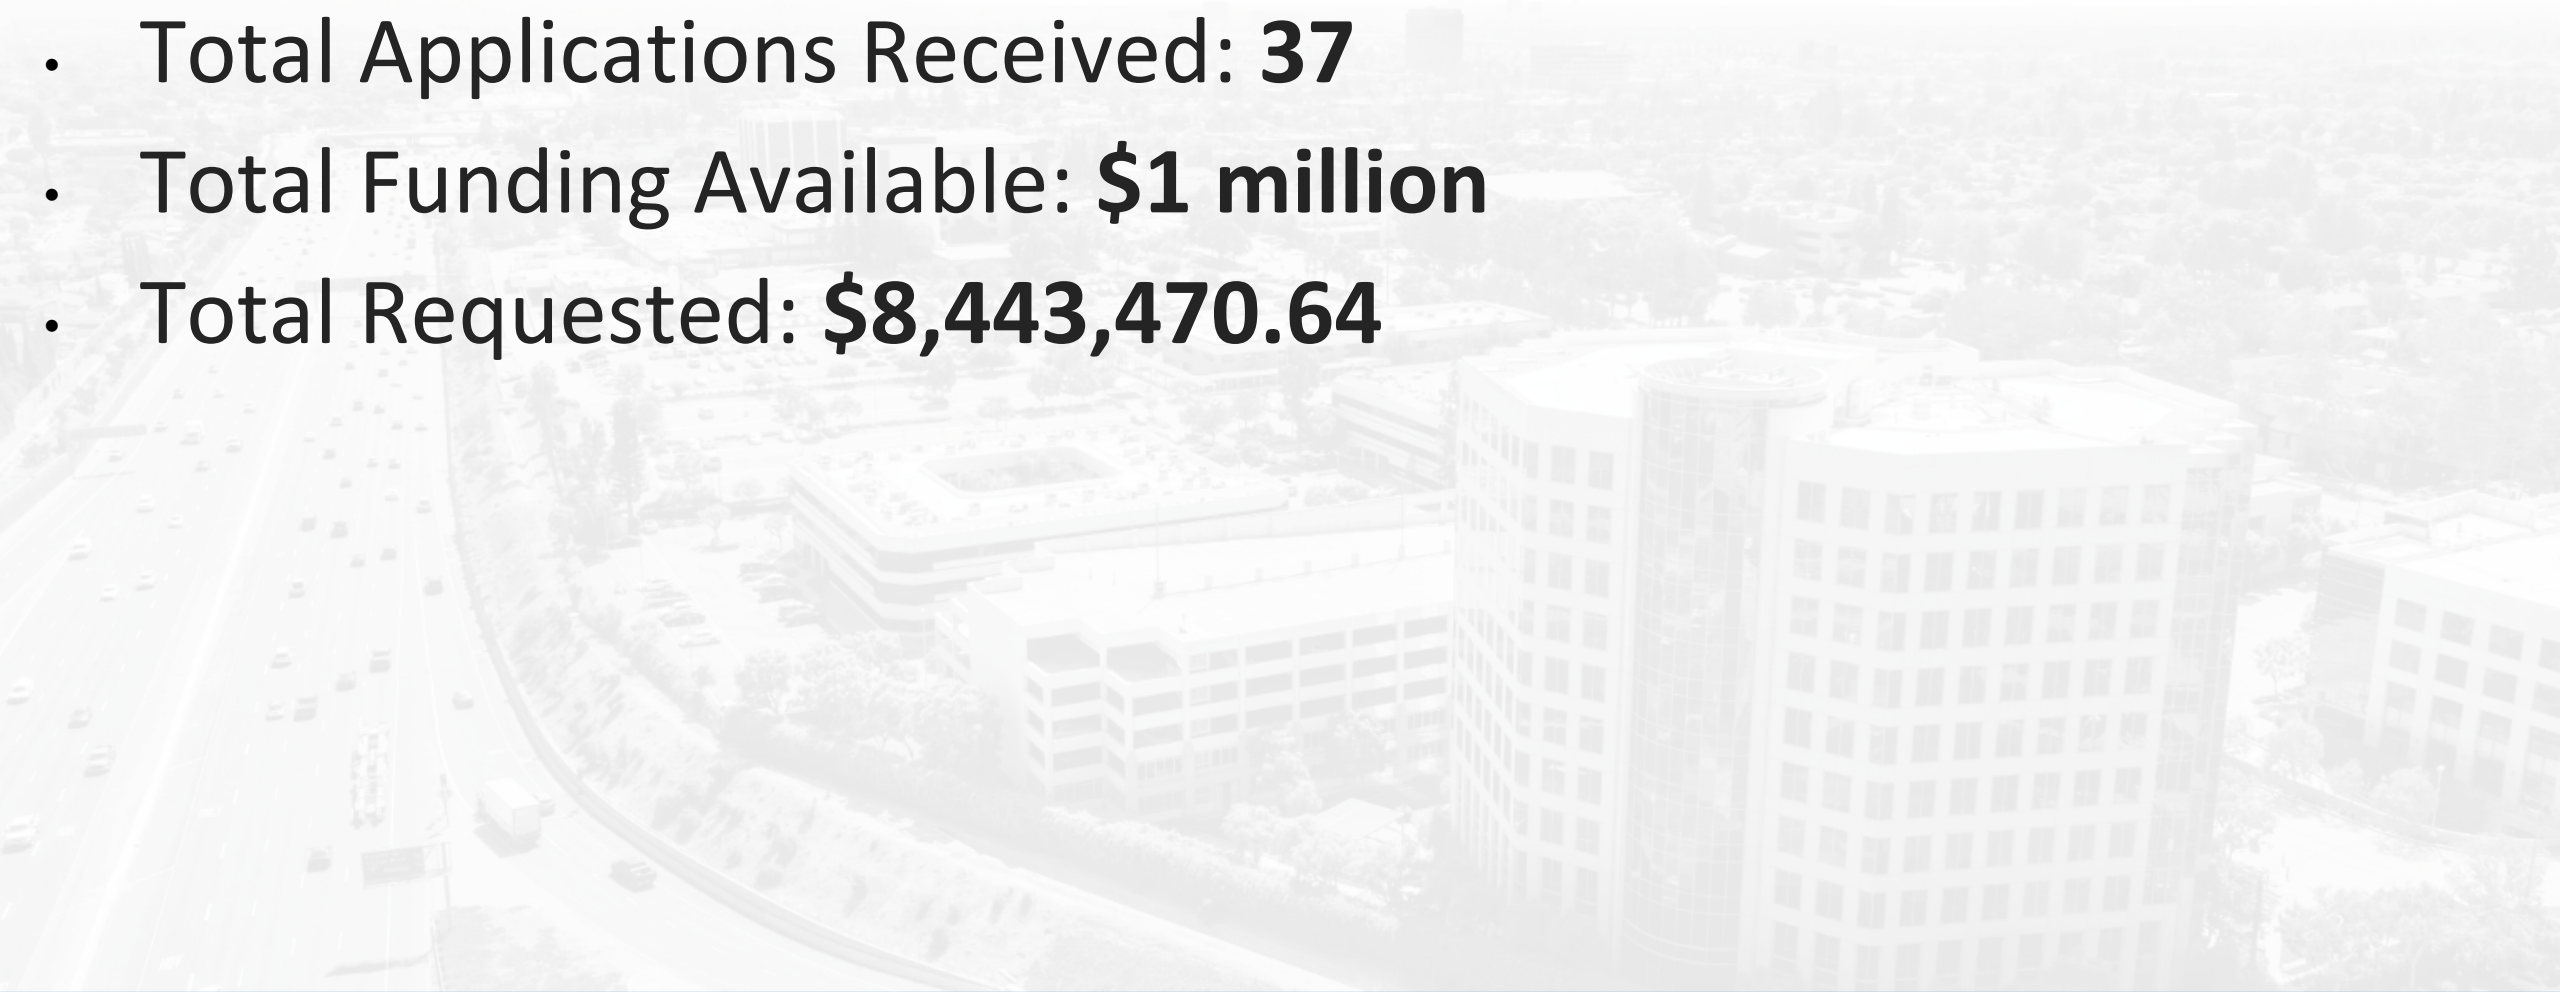 • Total Applications Received: 37
• Total Funding Available: $1 million
• Total Requested: $8,443,470.64